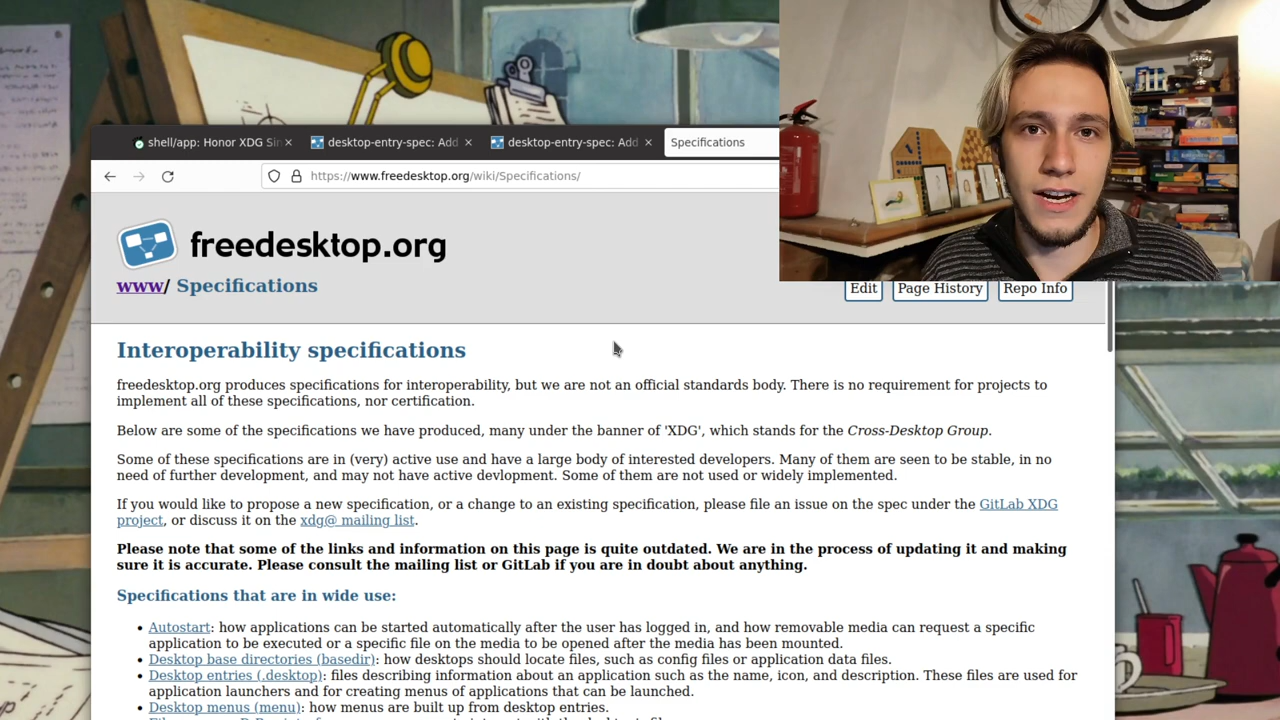 shell/app: Honor XDG Sin
desktop-entry-spec: Add
desktop-entry-spec: Add
Specifications
https://www.freedesktop.org/wiki/Specifications/
freedesktop.org
www/ Specifications
Edit
Page History
Repo Info
Interoperability specifications
freedesktop.org produces specifications for interoperability, but we are not an official standards body. There is no requirement for projects to
implement all of these specifications, nor certification.
Below are some of the specifications we have produced, many under the banner of 'XDG', which stands for the Cross-Desktop Group.
Some of these specifications are in (very) active use and have a large body of interested developers. Many of them are seen to be stable, in no
need of further development, and may not have active devlopment. Some of them are not used or widely implemented.
If you would like to propose a new specification, or a change to an existing specification, please file an issue on the spec under the GitLab XDG
project, or discuss it on the xdg@ mailing list.
Please note that some of the links and information on this page is quite outdated. We are in the process of updating it and making
sure it is accurate. Please consult the mailing list or GitLab if you are in doubt about anything.
Specifications that are in wide use:
• Autostart: how applications can be started automatically after the user has logged in, and how removable media can request a specific
application to be executed or a specific file on the media to be opened after the media has been mounted.
• Desktop base directories (basedir): how desktops should locate files, such as config files or application data files.
• Desktop entries (.desktop): files describing information about an application such as the name, icon, and description. These files are used for
application launchers and for creating menus of applications that can be launched.
• Desktop menus (menu): how menus are built up from desktop entries.